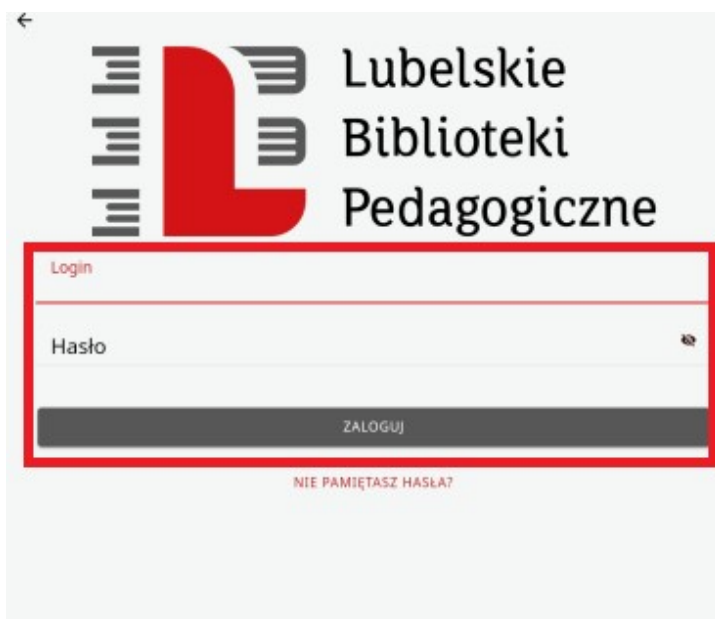 Lubelskie
Biblioteki
Pedagogiczne
Login
Hasło
ZALOGUJ
NIE PAMIĘTASZ HASŁA?